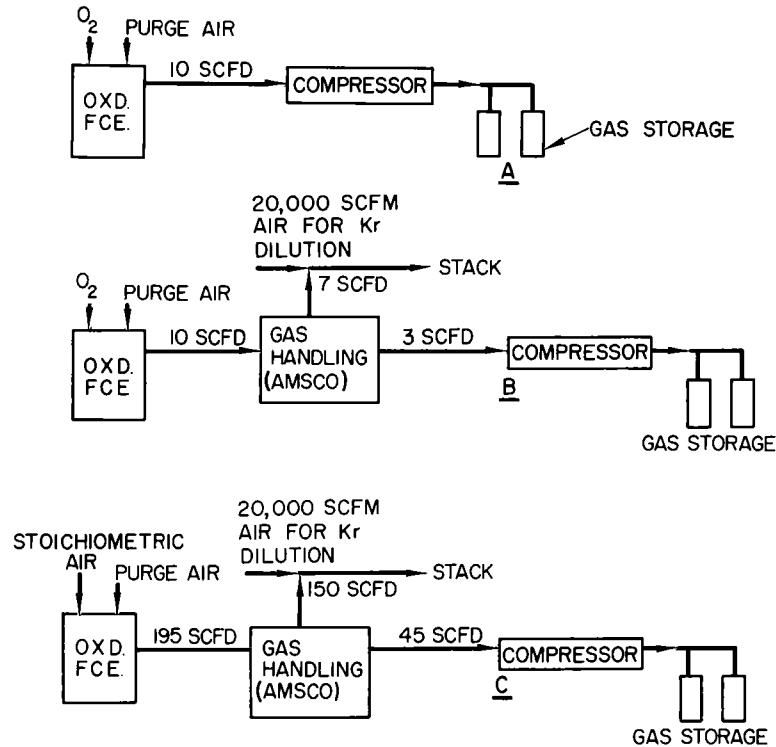 O2
PURGE AIR
10 SCFD
OXD.
FCE.
COMPRESSOR
GAS STORAGE
A
20,000 SCFM
AIR FOR Kr
DILUTION
STACK
7 SCFD
O2
PURGE AIR
10 SCFD
OXD.
FCE
GAS
HANDLING
(AMSCO)
3 SCFD
COMPRESSOR
B
GAS STORAGE
20,000 SCFM
AIR FOR Kr
DILUTION
STACK
150 SCFD
STOICHIOMETRIC
AIR
PURGE AIR
195 SCFD
OXD.
FCE.
GAS
HANDLING
(AMSCO)
45 SCFD
COMPRESSOR
C
GAS STORAGE